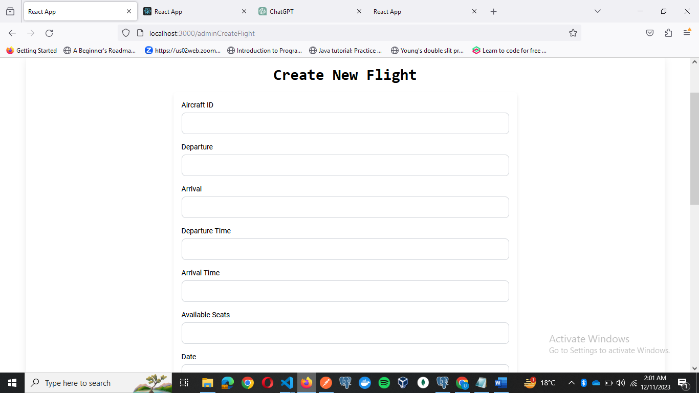 React App
React App
ChatGPT
React App
localhost:3000/adminCreateFlight
Getting Started
A Beginner's Roadma...
https://us02web.zoom...
Introduction to Progra...
Java tutorial: Practice ...
Young's double slit pr...
Learn to code for free ...
Create New Flight
Aircraft ID
Departure
Arrival
Departure Time
Arrival Time
Available Seats
Date
Activate Windows
Go to Settings to activate Windows.
Type here to search
18°C
2:01 AM
12/11/2023